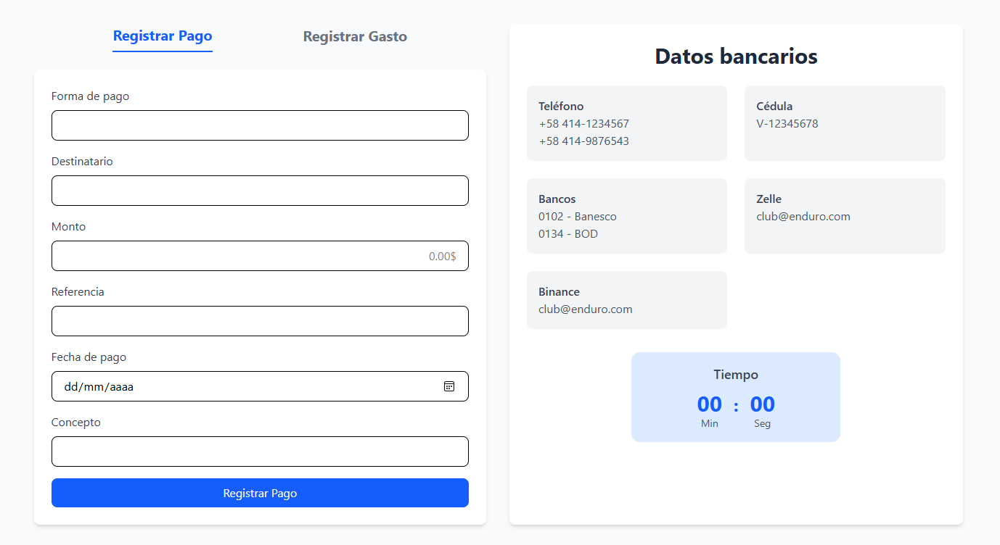 Registrar Pago
Registrar Gasto
Forma de pago
Destinatario
Monto
0.00$
Referencia
Fecha de pago
dd/mm/aaaa
Concepto
Registrar Pago
Datos bancarios
Teléfono
+58 414-1234567
+58 414-9876543
Cédula
V-12345678
Bancos
0102 - Banesco
0134 - BOD
Zelle
club@enduro.com
Binance
club@enduro.com
Tiempo
00 : 00
Min Seg